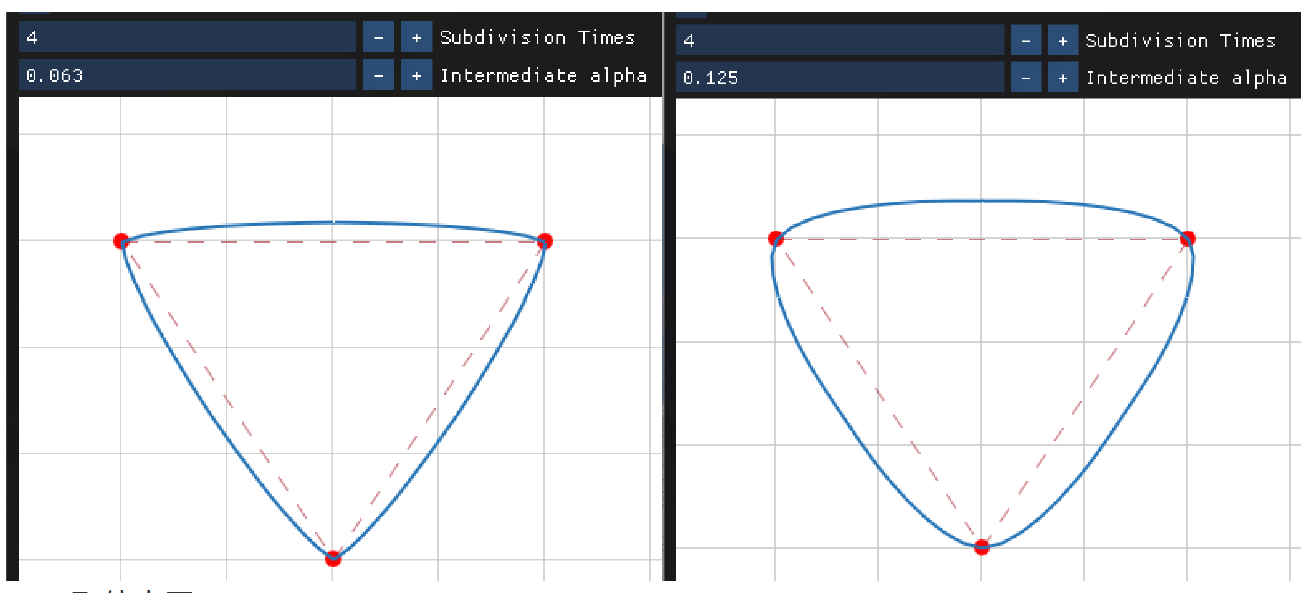 4 - + Subdivision Times
0.063 - + Intermediate alpha
4 - + Subdivision Times
0.125 - + Intermediate alpha